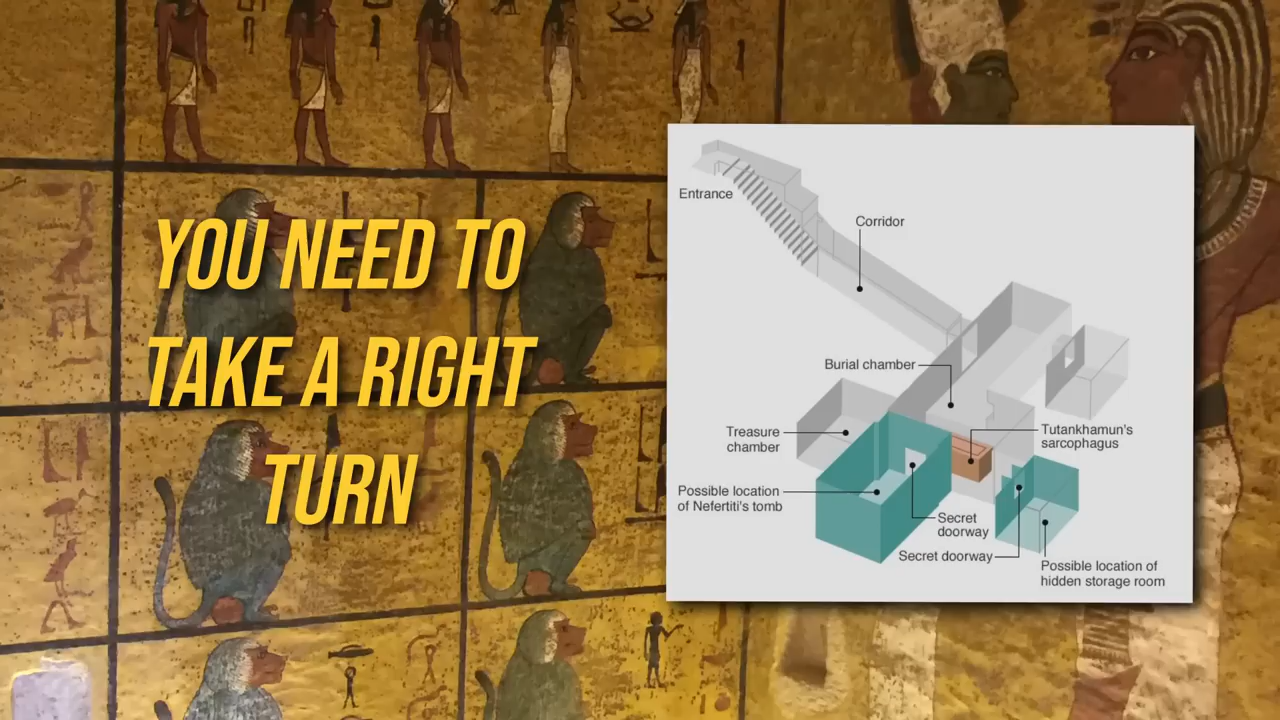 YOU NEED TO
TAKE A RIGHT
TURN
Entrance
Corridor
Burial chamber
Treasure
chamber
Tutankhamun's
sarcophagus
Possible location
of Nefertiti's tomb
Secret
doorway
Secret doorway
Possible location of
hidden storage room